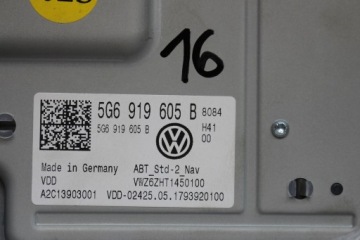 16
5G6 919 605 B 8084
5G6 919 605 B H41
00
Made in Germany ABT_Std-2_Nav
VDD VWZ6ZHT1450100
A2C13903001 VDD-02425.05.1793920100